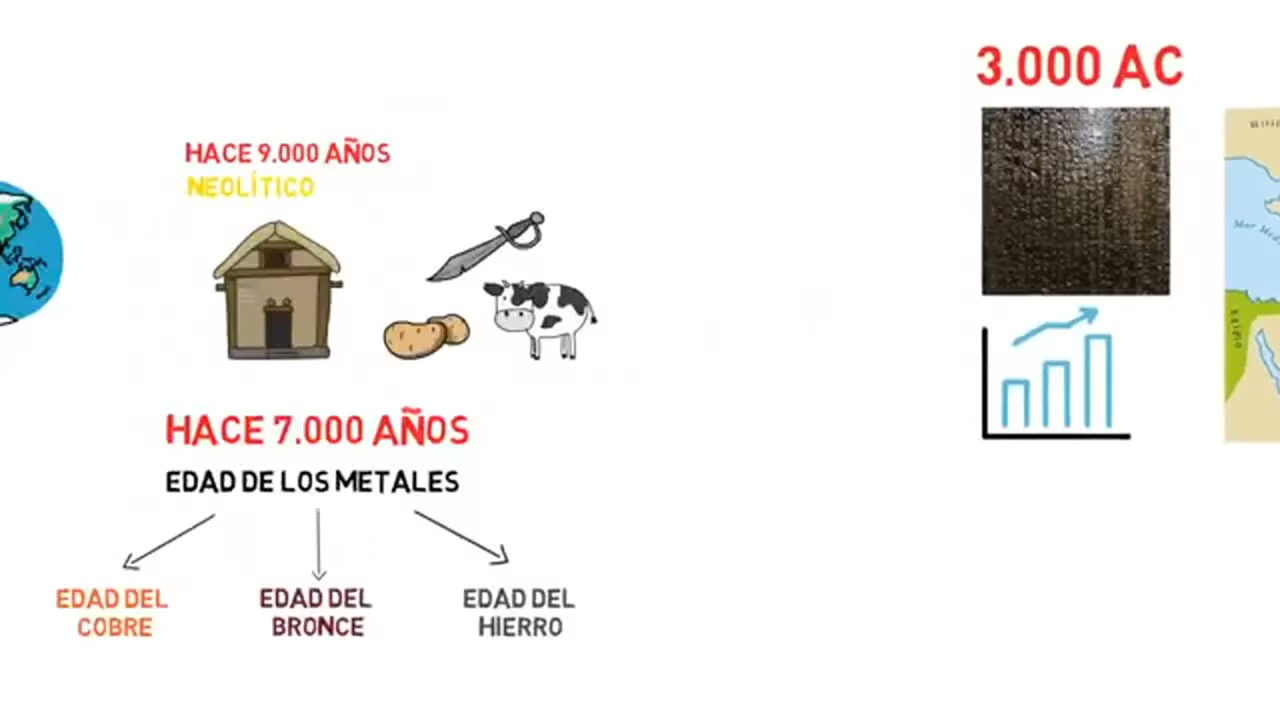 HACE 9.000 AÑOS
NEOLÍTICO
HACE 7.000 AÑOS
EDAD DE LOS METALES
EDAD DEL
COBRE
EDAD DEL
BRONCE
EDAD DEL
HIERRO
3.000 AC